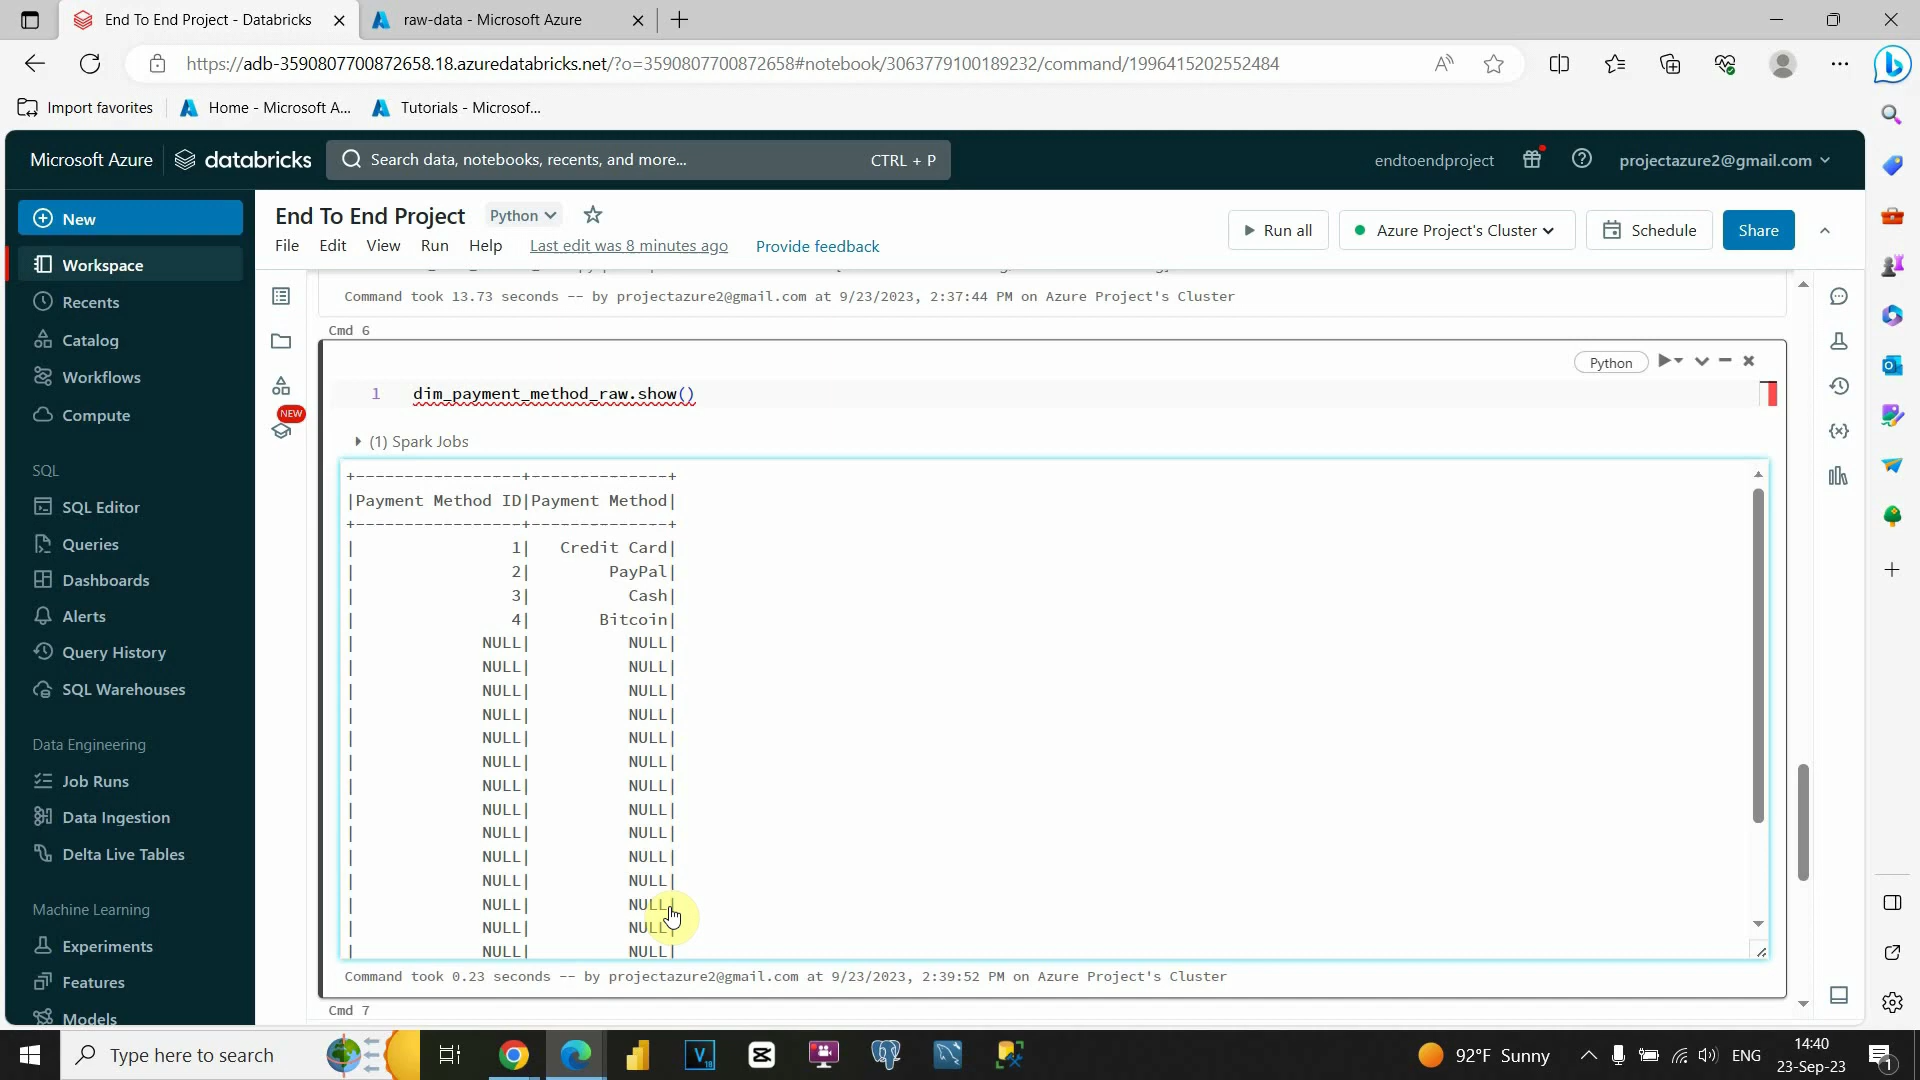 End To End Project - Databricks
raw-data - Microsoft Azure
https://adb-3590807700872658.18.azuredatabricks.net/?o=3590807700872658#notebook/3063779100189232/command/1996415202552484
Import favorites
Home - Microsoft A...
Tutorials - Microsof...
Microsoft Azure
databricks
Search data, notebooks, recents, and more...
CTRL + P
endtoendproject
projectazure2@gmail.com
New
Workspace
Recents
Catalog
Workflows
Compute
SQL
SQL Editor
Queries
Dashboards
Alerts
Query History
SQL Warehouses
Data Engineering
Job Runs
Data Ingestion
Delta Live Tables
Machine Learning
Experiments
Features
Models
End To End Project
Python
File Edit View Run Help Last edit was 8 minutes ago Provide feedback
Run all
Azure Project's Cluster
Schedule
Share
NEW
Command took 13.73 seconds -- by projectazure2@gmail.com at 9/23/2023, 2:37:44 PM on Azure Project's Cluster
Cmd 6
Python
1 dim_payment_method_raw.show()
(1) Spark Jobs
+-----------------+--------------+
|Payment Method ID|Payment Method|
+-----------------+--------------+
| 1| Credit Card|
| 2| PayPal|
| 3| Cash|
| 4| Bitcoin|
| NULL| NULL|
| NULL| NULL|
| NULL| NULL|
| NULL| NULL|
| NULL| NULL|
| NULL| NULL|
| NULL| NULL|
| NULL| NULL|
| NULL| NULL|
| NULL| NULL|
| NULL| NULL|
| NULL| NULL|
| NULL| NULL|
| NULL| NULL|
Command took 0.23 seconds -- by projectazure2@gmail.com at 9/23/2023, 2:39:52 PM on Azure Project's Cluster
Cmd 7
Type here to search
92°F Sunny
ENG
14:40
23-Sep-23
1